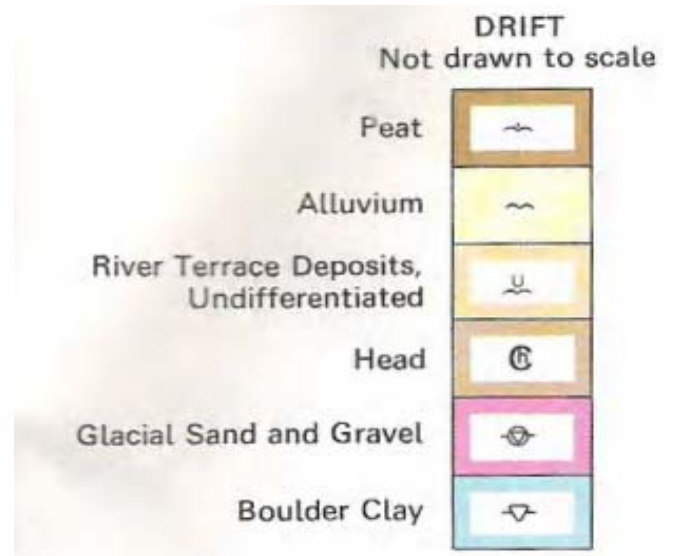 DRIFT
Not drawn to scale
Peat
Alluvium
River Terrace Deposits,
Undifferentiated
U
Head
Glacial Sand and Gravel
Boulder Clay